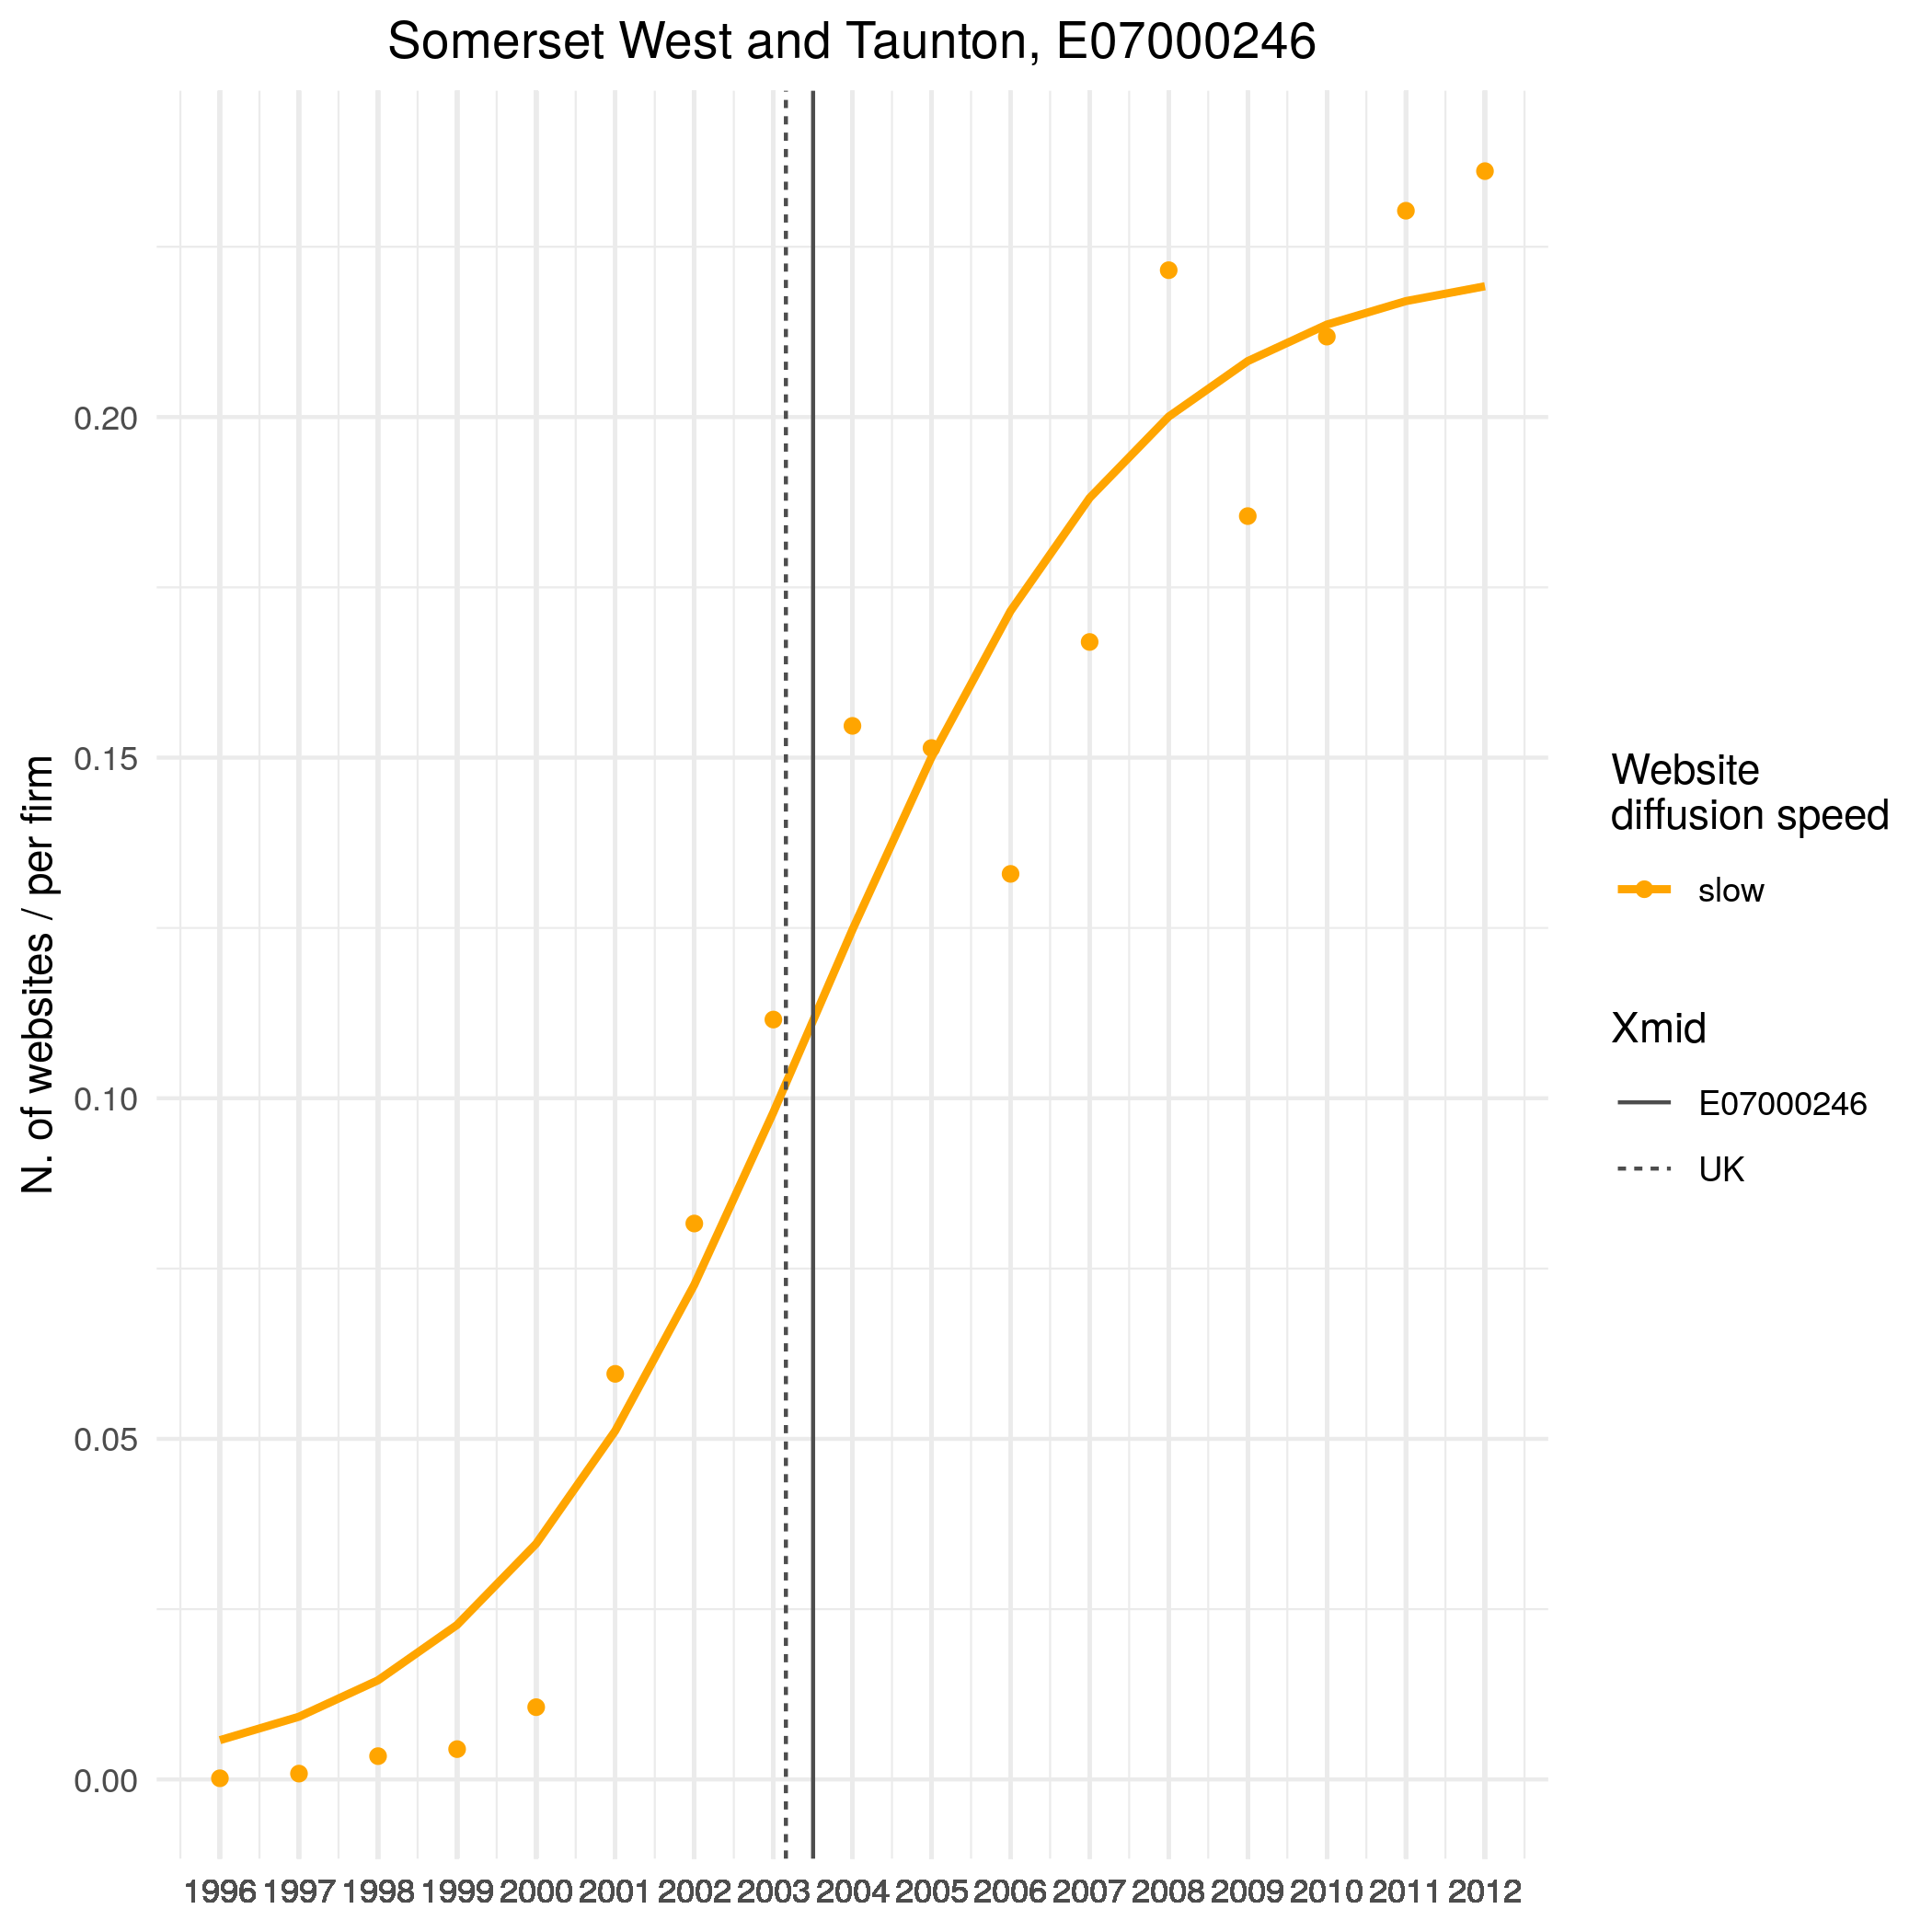 Somerset West and Taunton, E07000246
N. of websites / per firm
0.20
0.15
0.10
0.05
0.00
1996 1997 1998 1999 2000 2001 2002 2003 2004 2005 2006 2007 2008 2009 2010 2011 2012
Website
diffusion speed
slow
Xmid
E07000246
UK